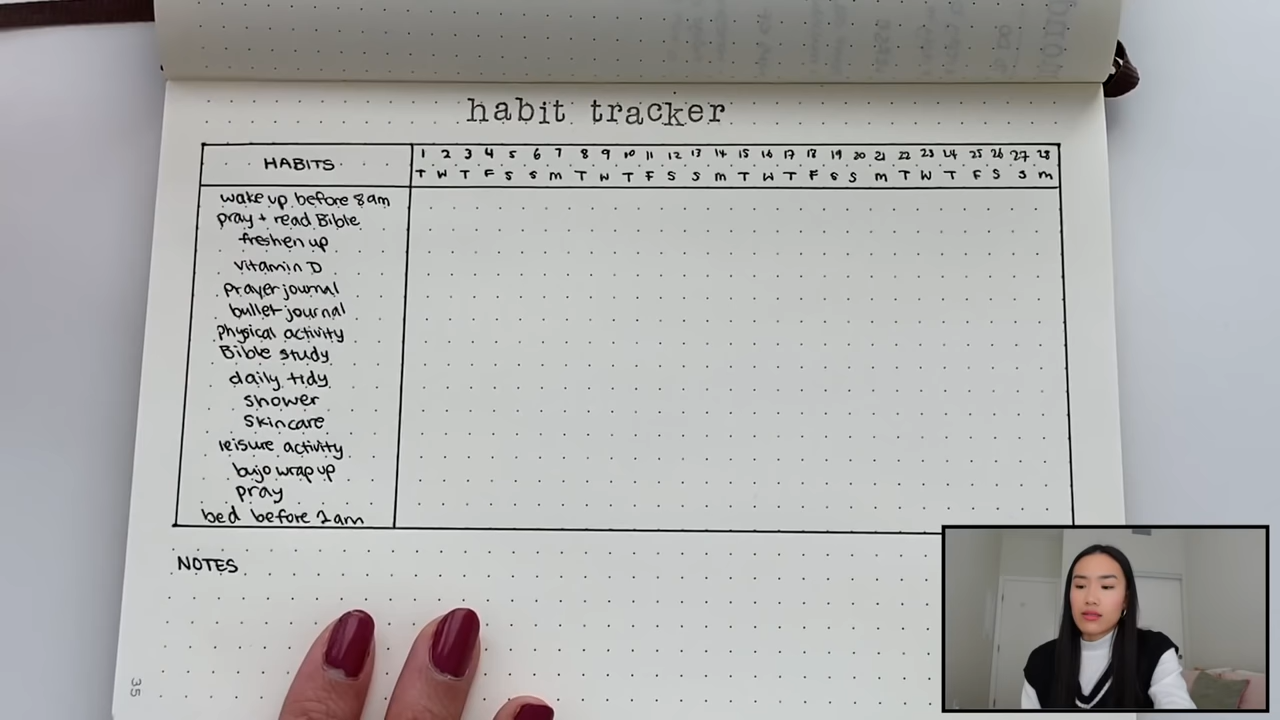 habit tracker
HABITS
1 2 3 4 5 6 7 8 9 10 11 12 13 14 15 16 17 18 19 20 21 22 23 24 25 26 27 28
T W T F S S M T W T F S S M T W T F S S M T W T F S S M
wake up before 8am
pray + read Bible
freshen up
vitamin D
prayer journal
bullet journal
Physical activity
Bible study
daily tidy
shower
skincare
leisure activity
bujo wrap up
pray
bed before 1am
NOTES
35